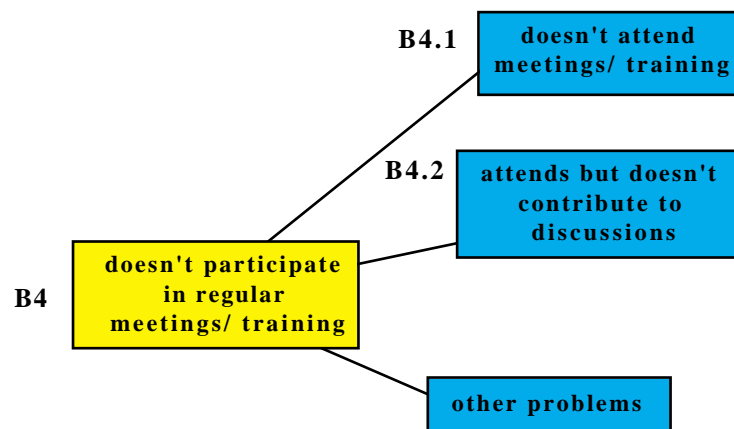 B4.1
doesn't attend
meetings/ training
B4.2
attends but doesn't
contribute to
discussions
B4
doesn't participate
in regular
meetings/ training
other problems